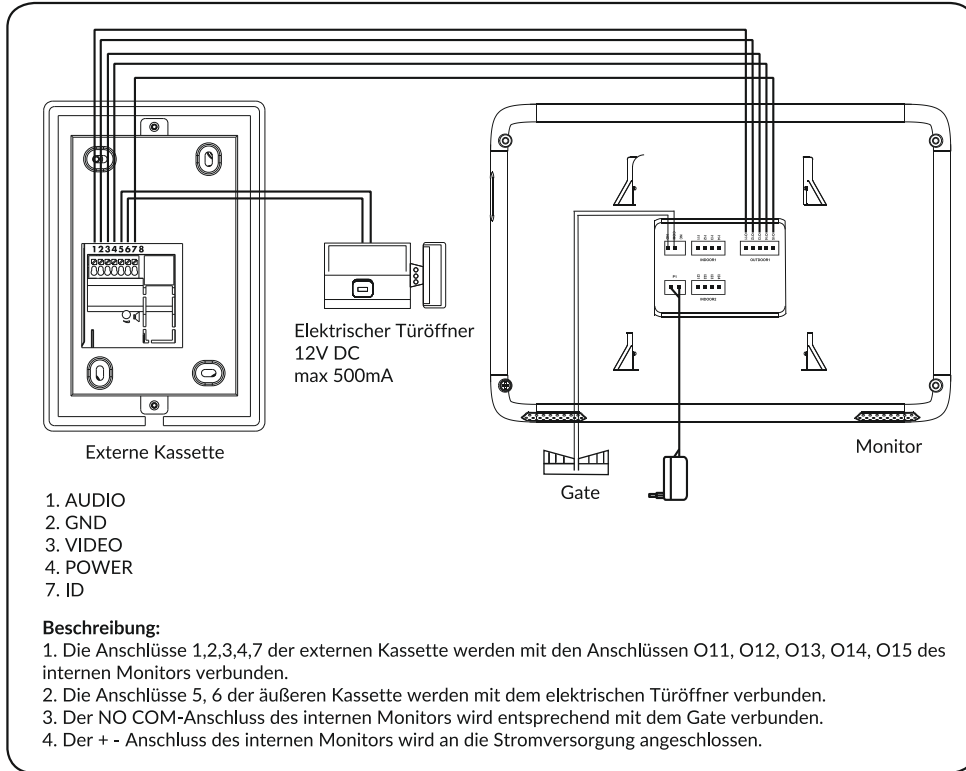 12345678
INDOOR1
OUTDOOR1
P1
INDOOR2
Elektrischer Türöffner
12V DC
max 500mA
Externe Kassette
Monitor
Gate
1. AUDIO
2. GND
3. VIDEO
4. POWER
7. ID
Beschreibung:
1. Die Anschlüsse 1,2,3,4,7 der externen Kassette werden mit den Anschlüssen O11, O12, O13, O14, O15 des
internen Monitors verbunden.
2. Die Anschlüsse 5, 6 der äußeren Kassette werden mit dem elektrischen Türöffner verbunden.
3. Der NO COM-Anschluss des internen Monitors wird entsprechend mit dem Gate verbunden.
4. Der + - Anschluss des internen Monitors wird an die Stromversorgung angeschlossen.